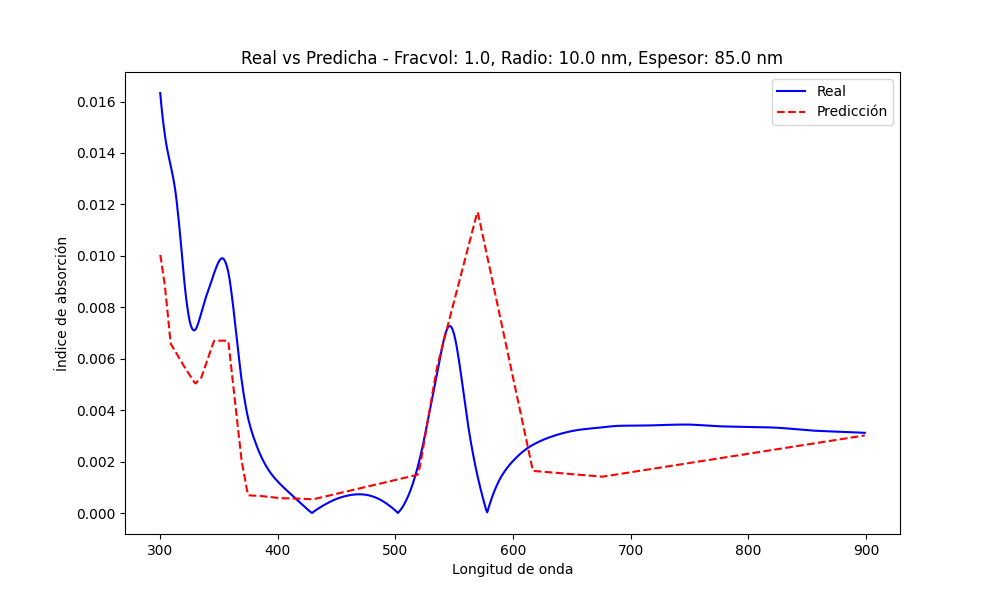 Real vs Predicha - Fracvol: 1.0, Radio: 10.0 nm, Espesor: 85.0 nm
Real
Predicción
Índice de absorción
0.016
0.014
0.012
0.010
0.008
0.006
0.004
0.002
0.000
300 400 500 600 700 800 900
Longitud de onda